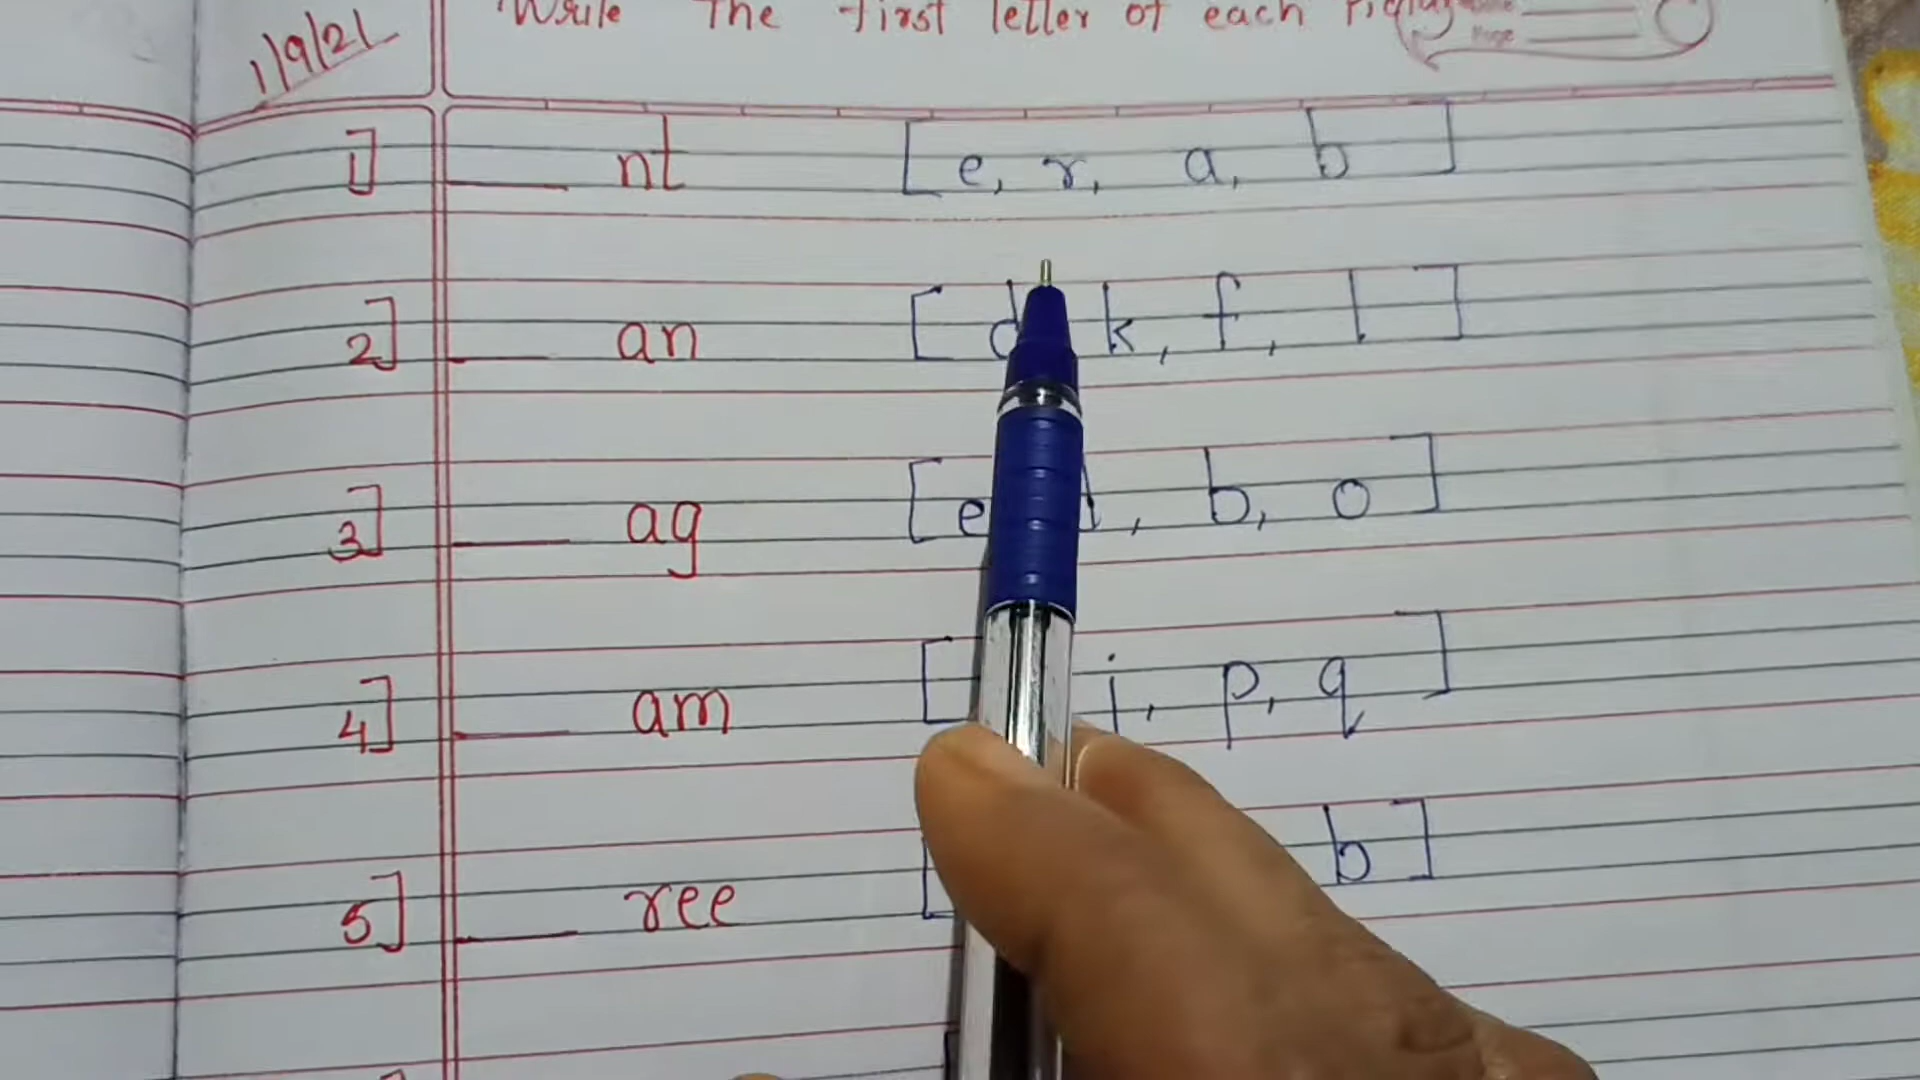 1/9/21
Write The first letter of each
Page
1] ___ nt [e, r, a, b]
2] ___ an [d k, f, l]
3] ___ ag [e , b, o]
4] ___ am [ j, p, q]
5] ___ ree [ b]